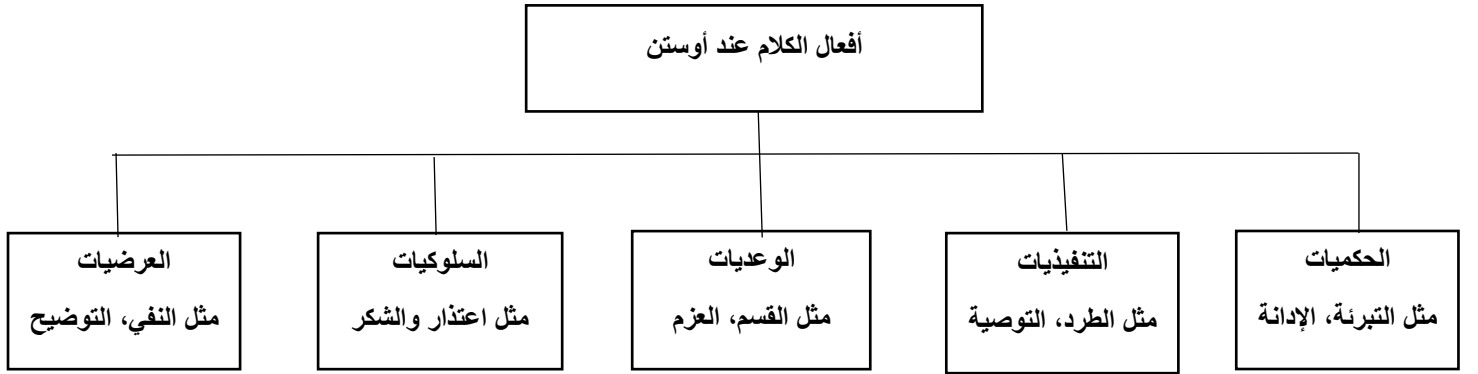 أفعال الكلام عند أوستن
الحكميات
مثل التبرئة، الإدانة
التنفيذيات
مثل الطرد، التوصية
الوعديات
مثل القسم، العزم
السلوكيات
مثل اعتذار والشكر
العرضيات
مثل النفي، التوضيح